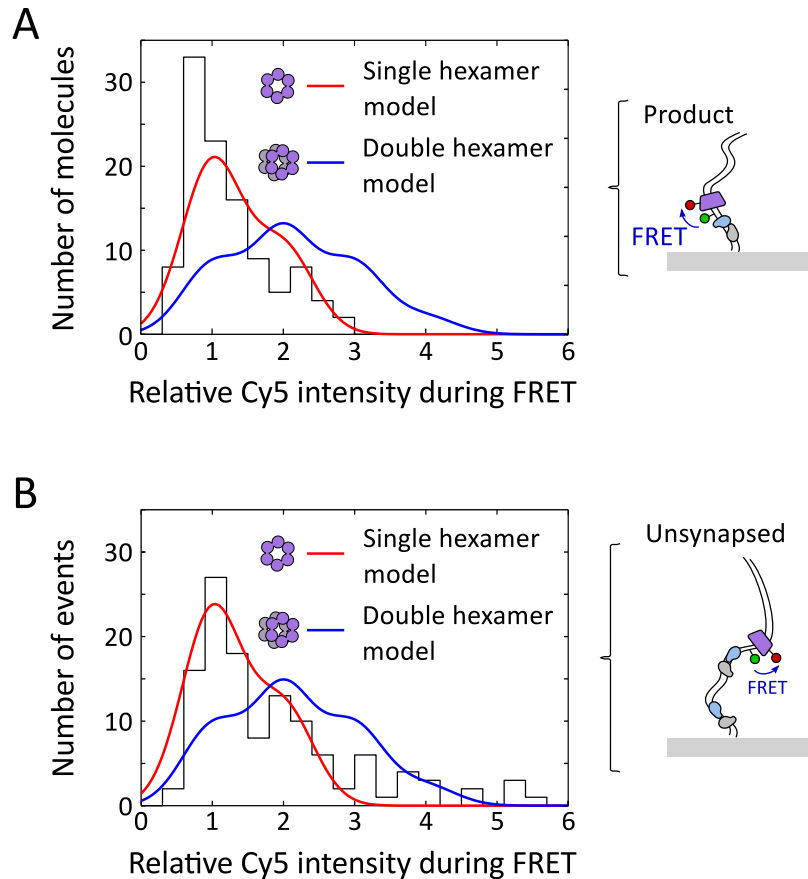 A
Number of molecules
30
20
10
0
Single hexamer
model
Double hexamer
model
0 1 2 3 4 5 6
Relative Cy5 intensity during FRET
Product
FRET
B
Number of events
30
20
10
0
Single hexamer
model
Double hexamer
model
0 1 2 3 4 5 6
Relative Cy5 intensity during FRET
Unsynapsed
FRET